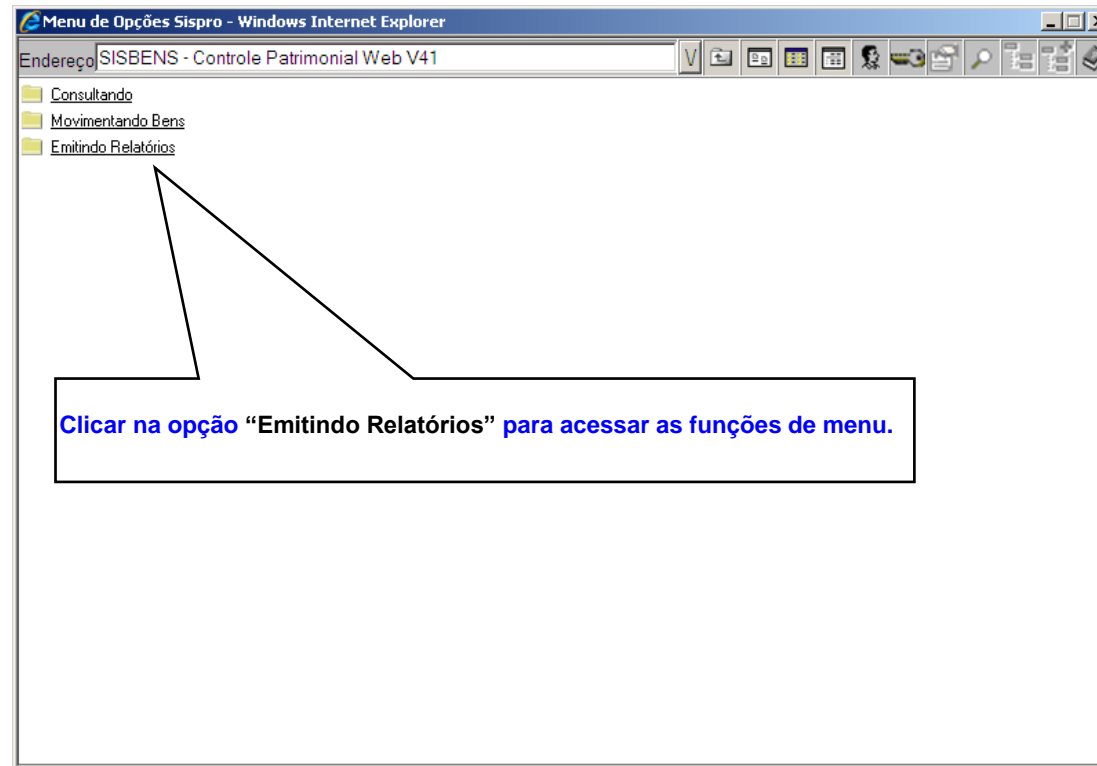 Menu de Opções Sispro - Windows Internet Explorer
Endereço SISBENS - Controle Patrimonial Web V41 V
Consultando
Movimentando Bens
Emitindo Relatórios
Clicar na opção “Emitindo Relatórios” para acessar as funções de menu.